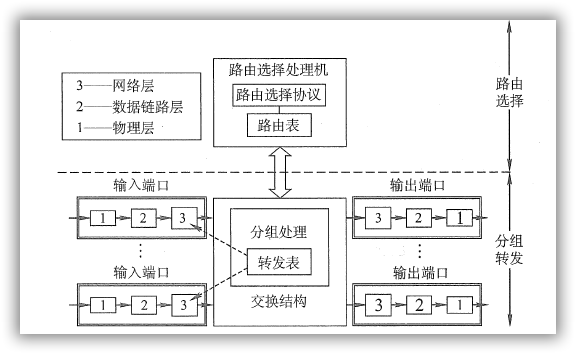 3——网络层
2——数据链路层
1——物理层
路由选择处理机
路由选择协议
路由表
路由
选择
输入端口
1 2 3
输出端口
3 2 1
分组处理
转发表
交换结构
分组
转发
输入端口
1 2 3
输出端口
3 2 1